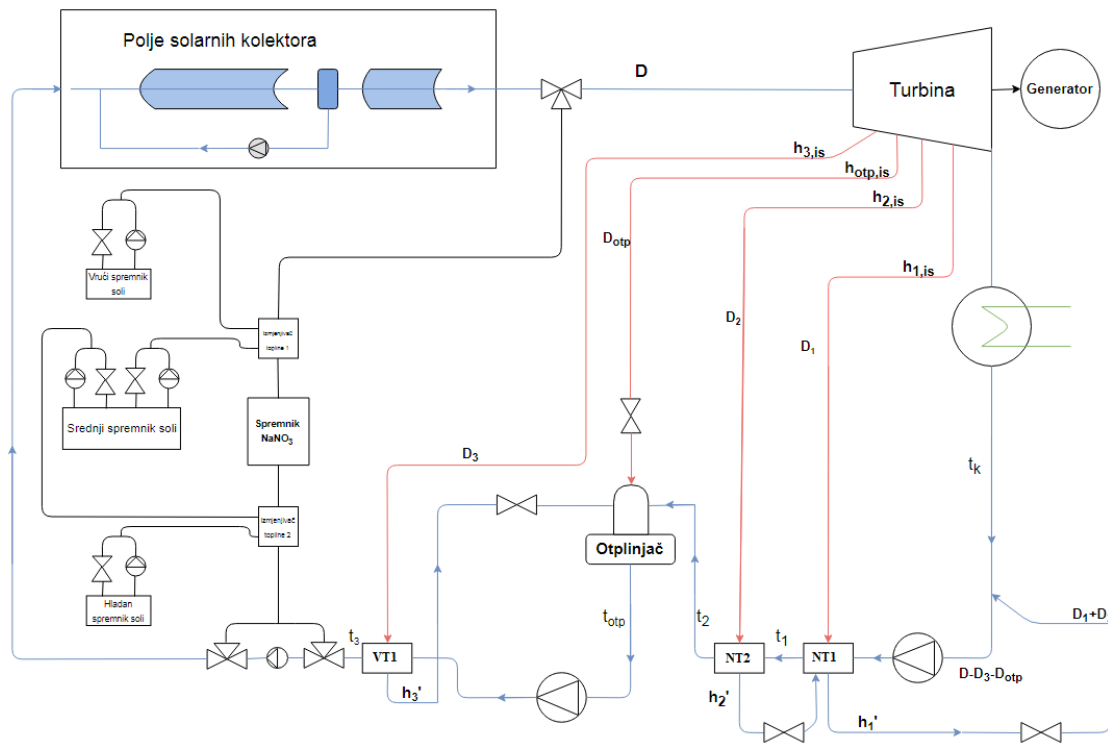 Polje solarnih kolektora
D
Turbina
Generator
h3,is
hotp,is
h2,is
h1,is
Dotp
D2
D1
Vrući spremnik
soli
Izmjenjivač
topline 1
Srednji spremnik soli
Spremnik
NaNO3
D3
tk
Izmjenjivač
topline 2
Otplinjač
Hladan
spremnik soli
totp
t2
t1
t3
VT1
NT2
NT1
D1+D
D-D3-Dotp
h3'
h2'
h1'